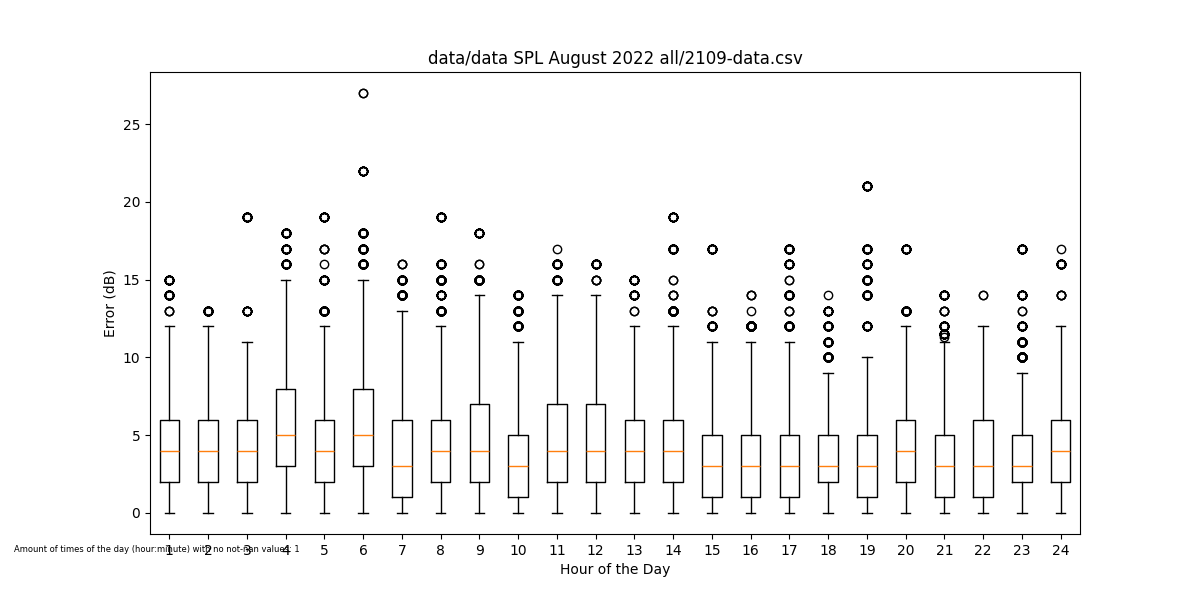 data/data SPL August 2022 all/2109-data.csv
25
20
15
10
5
0
Error (dB)
1 2 3 4 5 6 7 8 9 10 11 12 13 14 15 16 17 18 19 20 21 22 23 24
Amount of times of the day (hour:minute) with no not-nan values: 1
Hour of the Day